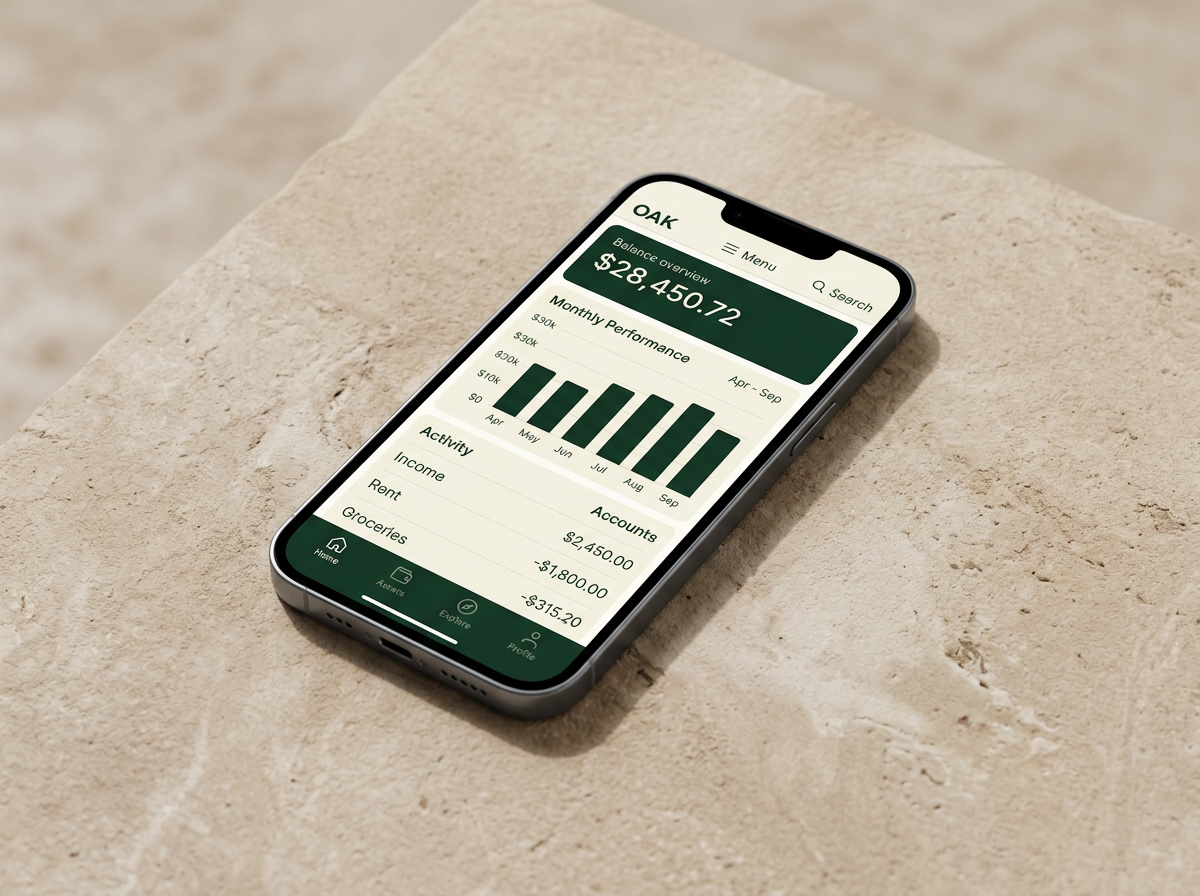 OAK
Menu
Search
Balance overview
$28,450.72
Monthly Performance
Apr - Sep
$30k
$30k
$10k
$0
Apr
May
Jun
Jul
Aug
Sep
Activity
Accounts
Income
$2,450.00
Rent
-$1,800.00
Groceries
-$315.20
Home
Explore
Profile